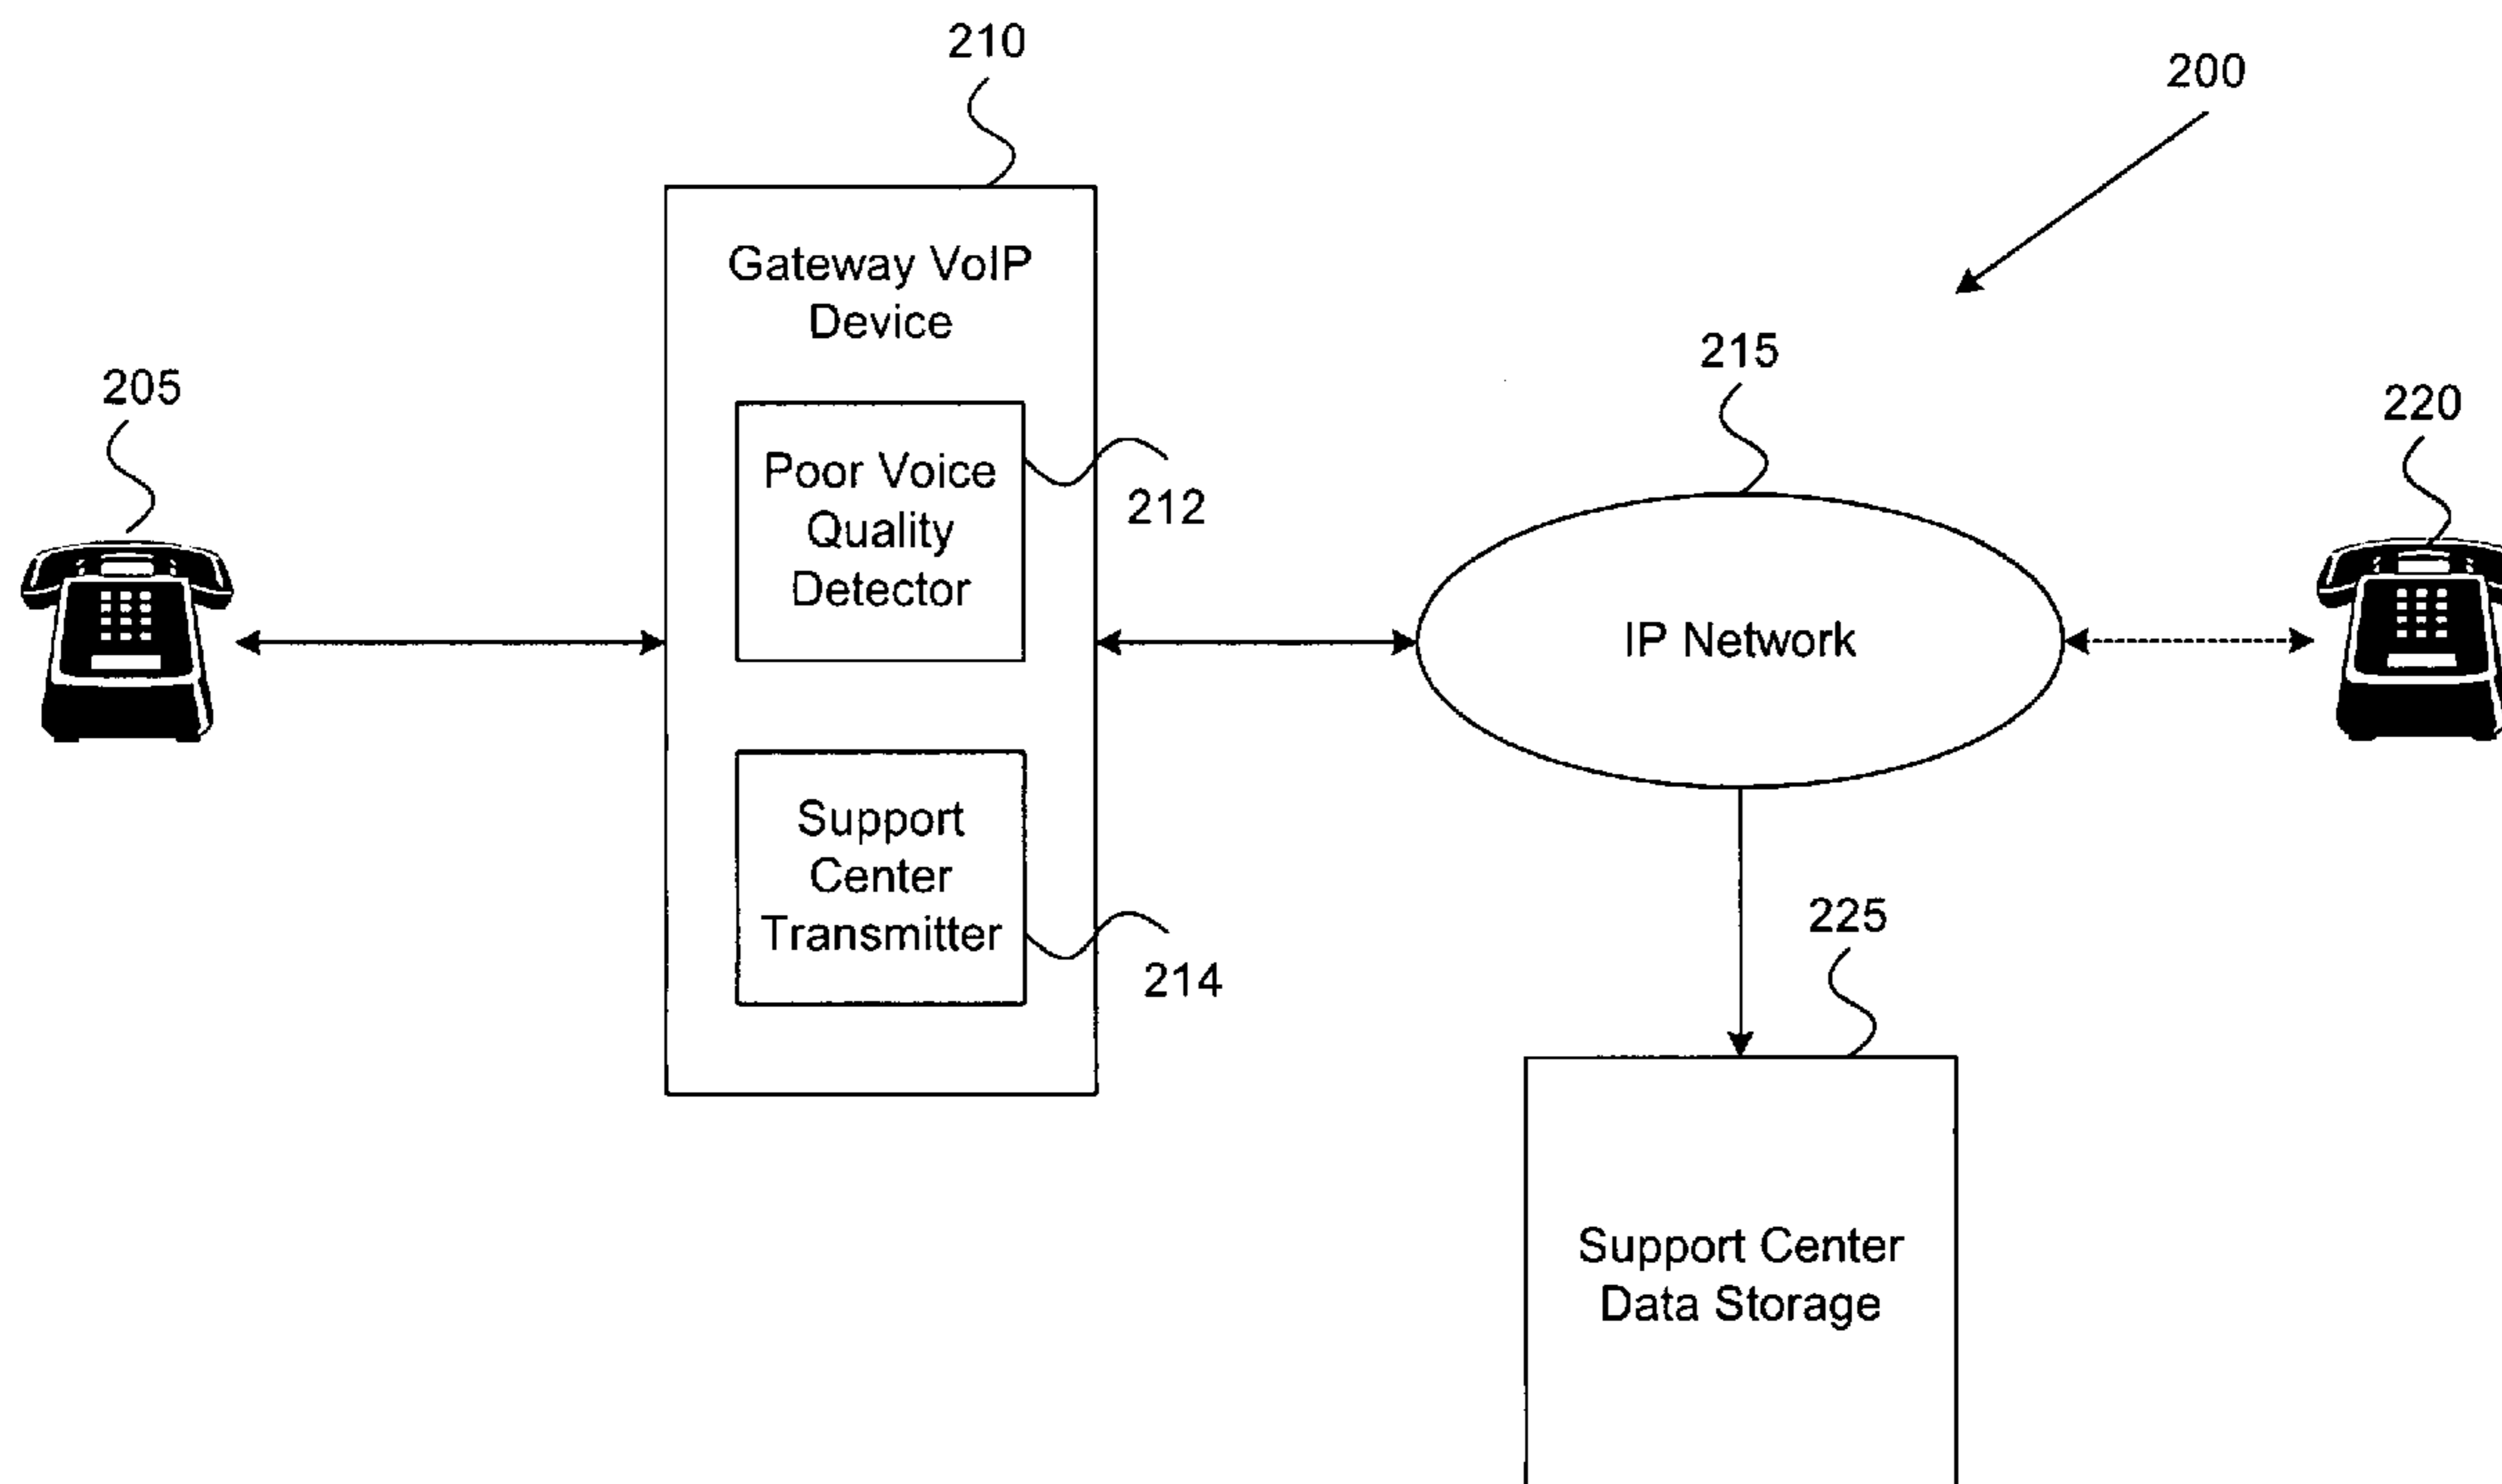 210
200
Gateway VoIP
Device
215
205
220
Poor Voice
Quality
Detector
212
IP Network
Support
Center
Transmitter
225
214
Support Center
Data Storage